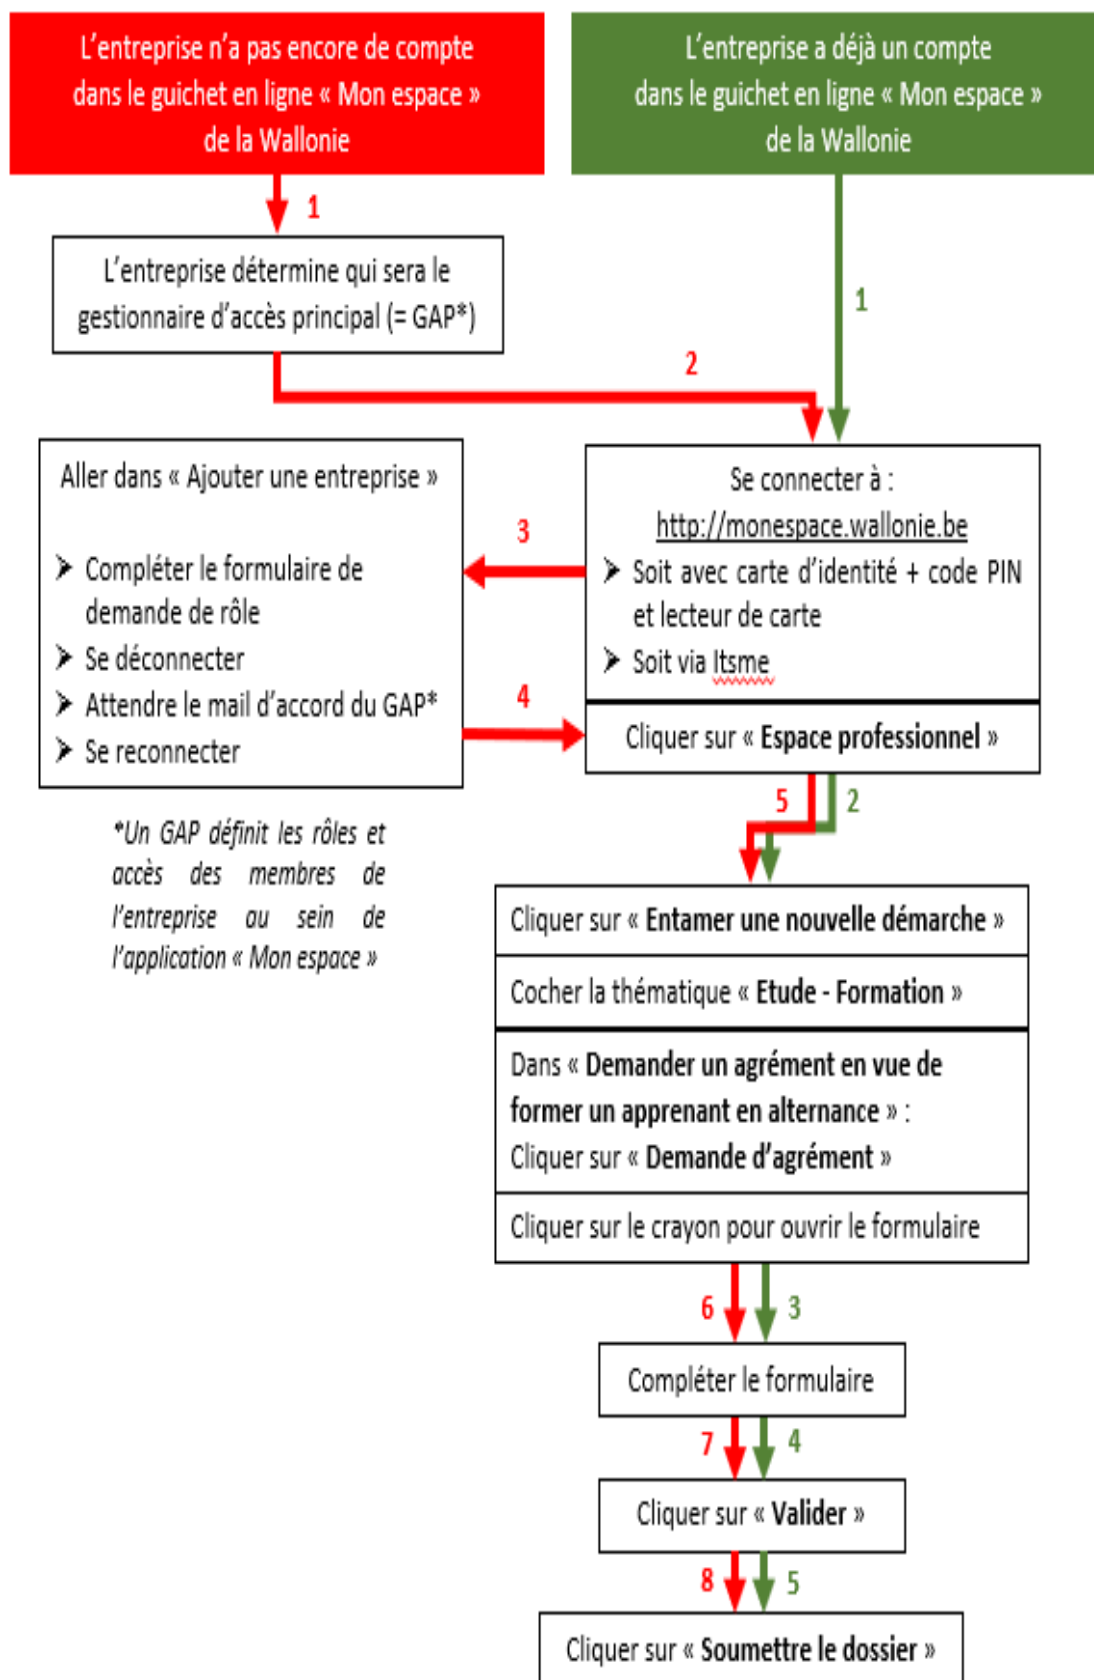 L'entreprise n'a pas encore de compte
dans le guichet en ligne « Mon espace »
de la Wallonie
L'entreprise a déjà un compte
dans le guichet en ligne « Mon espace »
de la Wallonie
1
1
L'entreprise détermine qui sera le
gestionnaire d'accès principal (= GAP*)
2
Aller dans « Ajouter une entreprise »
➤ Compléter le formulaire de
demande de rôle
➤ Se déconnecter
➤ Attendre le mail d'accord du GAP*
➤ Se reconnecter
3
4
Se connecter à :
http://monespace.wallonie.be
➤ Soit avec carte d'identité + code PIN
et lecteur de carte
➤ Soit via Itsme
Cliquer sur « Espace professionnel »
*Un GAP définit les rôles et
accès des membres de
l'entreprise au sein de
l'application « Mon espace »
5
2
Cliquer sur « Entamer une nouvelle démarche »
Cocher la thématique « Etude - Formation »
Dans « Demander un agrément en vue de
former un apprenant en alternance » :
Cliquer sur « Demande d'agrément »
Cliquer sur le crayon pour ouvrir le formulaire
6
3
Compléter le formulaire
7
4
Cliquer sur « Valider »
8
5
Cliquer sur « Soumettre le dossier »